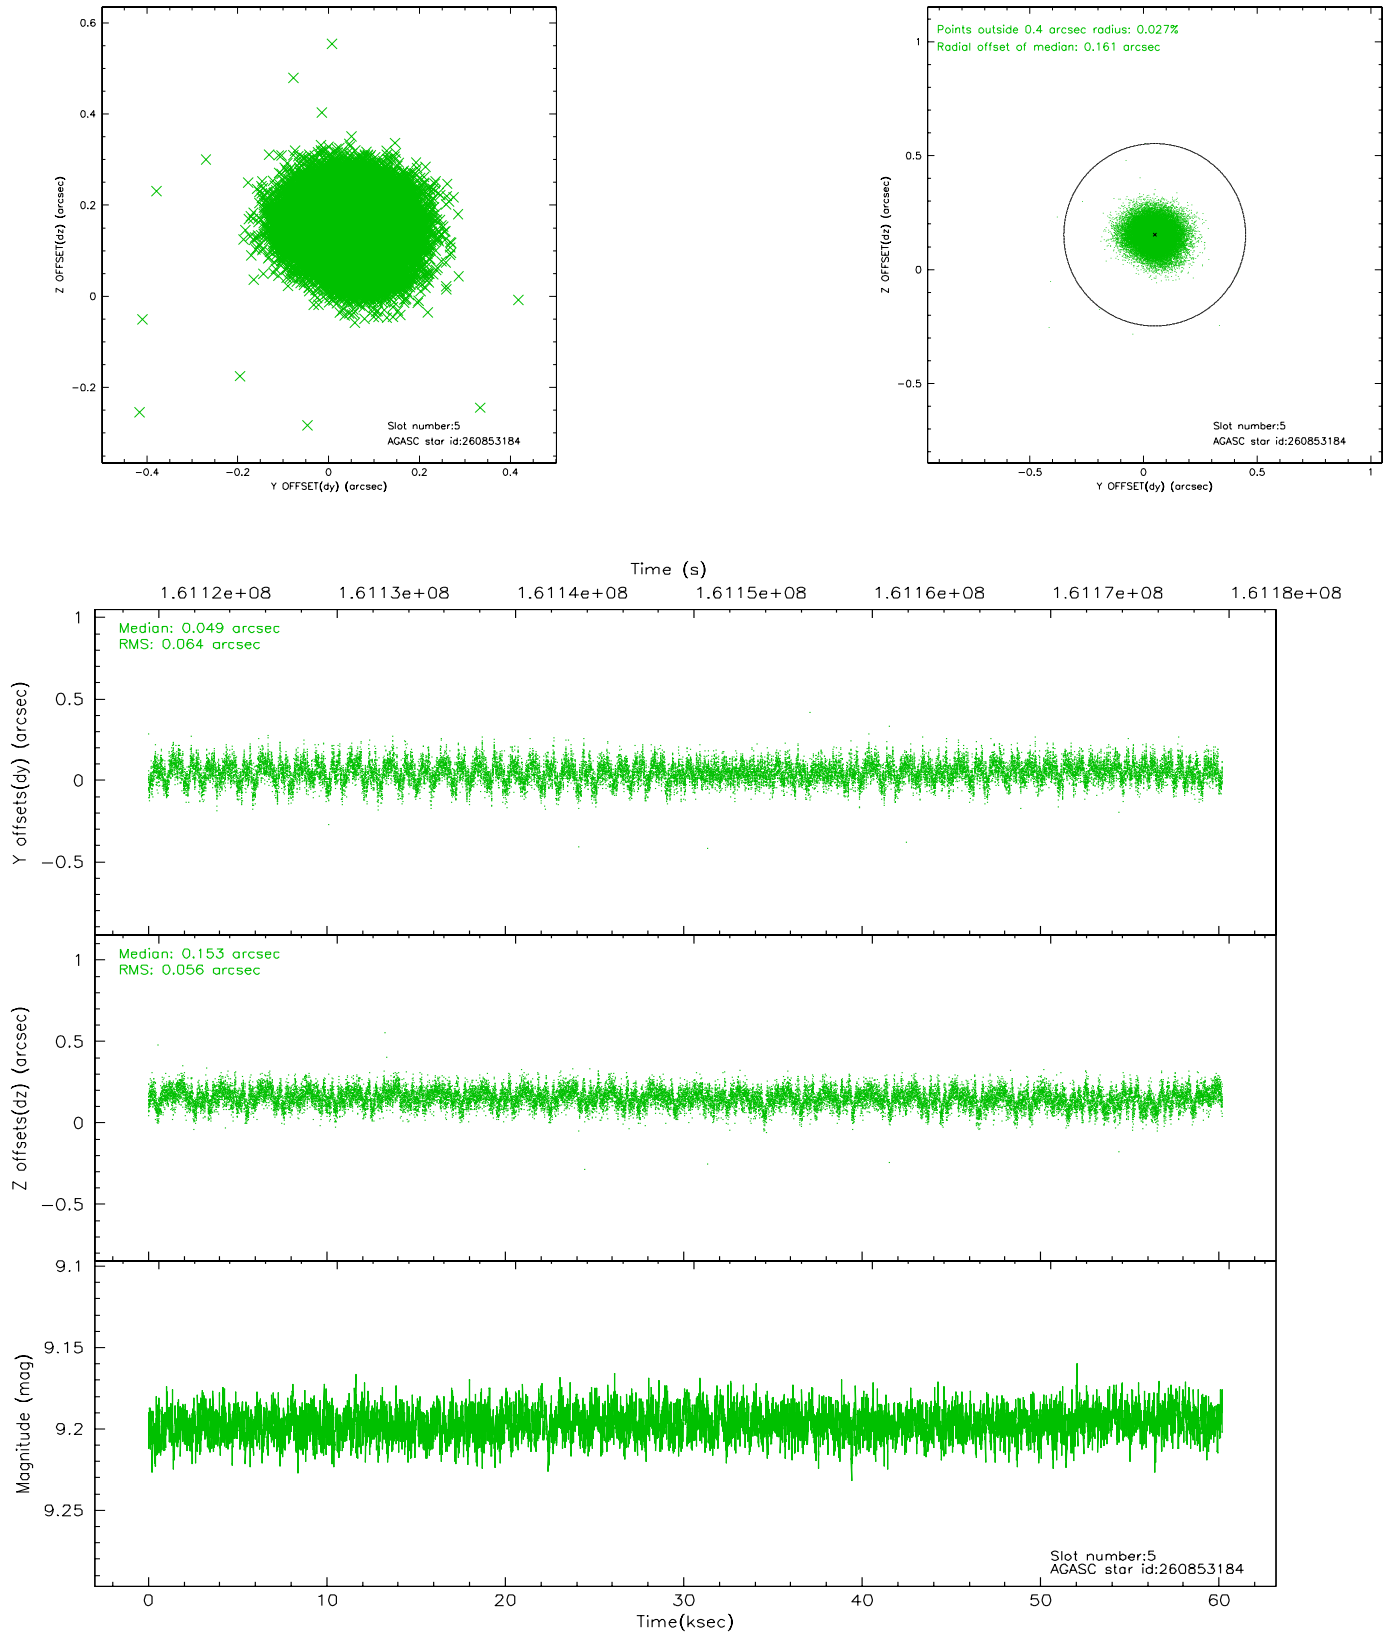 0.6
0.4
0.2
0
−0.2
Z OFFSET(dz) (arcsec)
−0.4 −0.2 0 0.2 0.4
Y OFFSET(dy) (arcsec)
Slot number:5
AGASC star id:260853184
Points outside 0.4 arcsec radius: 0.027%
Radial offset of median: 0.161 arcsec
1
0.5
0
−0.5
Z OFFSET(dz) (arcsec)
−0.5 0 0.5 1
Y OFFSET(dy) (arcsec)
Slot number:5
AGASC star id:260853184
Time (s)
1.6112e+08 1.6113e+08 1.6114e+08 1.6115e+08 1.6116e+08 1.6117e+08 1.6118e+08
Median: 0.049 arcsec
RMS: 0.064 arcsec
1
0.5
0
−0.5
Y offsets(dy) (arcsec)
Median: 0.153 arcsec
RMS: 0.056 arcsec
1
0.5
0
−0.5
Z offsets(dz) (arcsec)
9.1
9.15
9.2
9.25
Magnitude (mag)
Slot number:5
AGASC star id:260853184
0 10 20 30 40 50 60
Time(ksec)